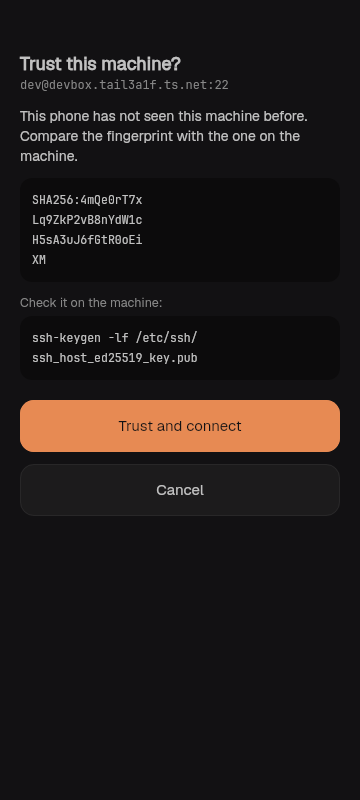 Trust this machine?
dev@devbox.tail3a1f.ts.net:22
This phone has not seen this machine before.
Compare the fingerprint with the one on the
machine.
SHA256:4mQe0rT7x
Lq9ZkP2vB8nYdW1c
H5sA3uJ6fGtR0oEi
XM
Check it on the machine:
ssh-keygen -lf /etc/ssh/
ssh_host_ed25519_key.pub
Trust and connect
Cancel